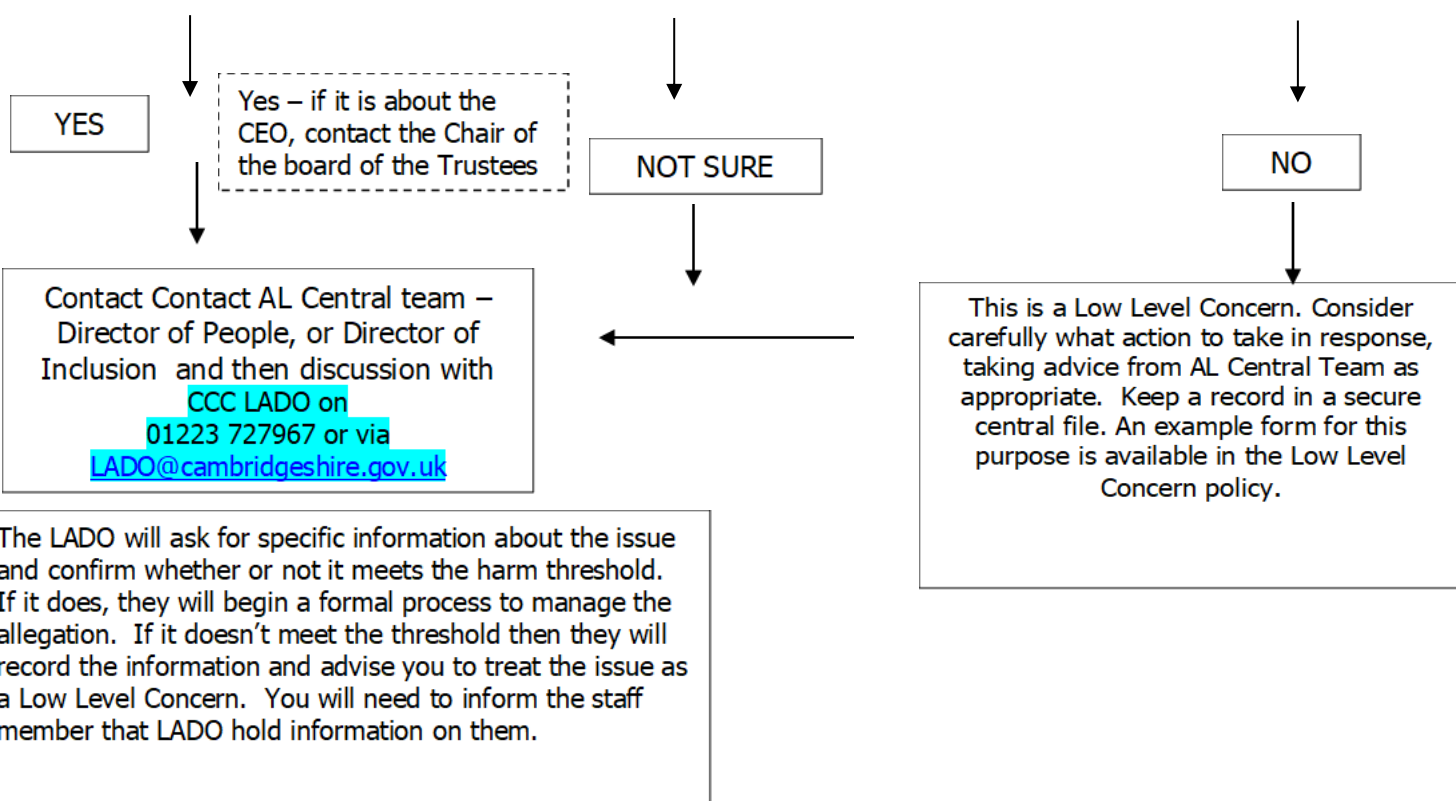 YES
Yes – if it is about the
CEO, contact the Chair of
the board of the Trustees
NOT SURE
NO
Contact Contact AL Central team –
Director of People, or Director of
Inclusion and then discussion with
CCC LADO on
01223 727967 or via
LADO@cambridgeshire.gov.uk
This is a Low Level Concern. Consider
carefully what action to take in response,
taking advice from AL Central Team as
appropriate. Keep a record in a secure
central file. An example form for this
purpose is available in the Low Level
Concern policy.
The LADO will ask for specific information about the issue
and confirm whether or not it meets the harm threshold.
If it does, they will begin a formal process to manage the
allegation. If it doesn’t meet the threshold then they will
record the information and advise you to treat the issue as
a Low Level Concern. You will need to inform the staff
member that LADO hold information on them.